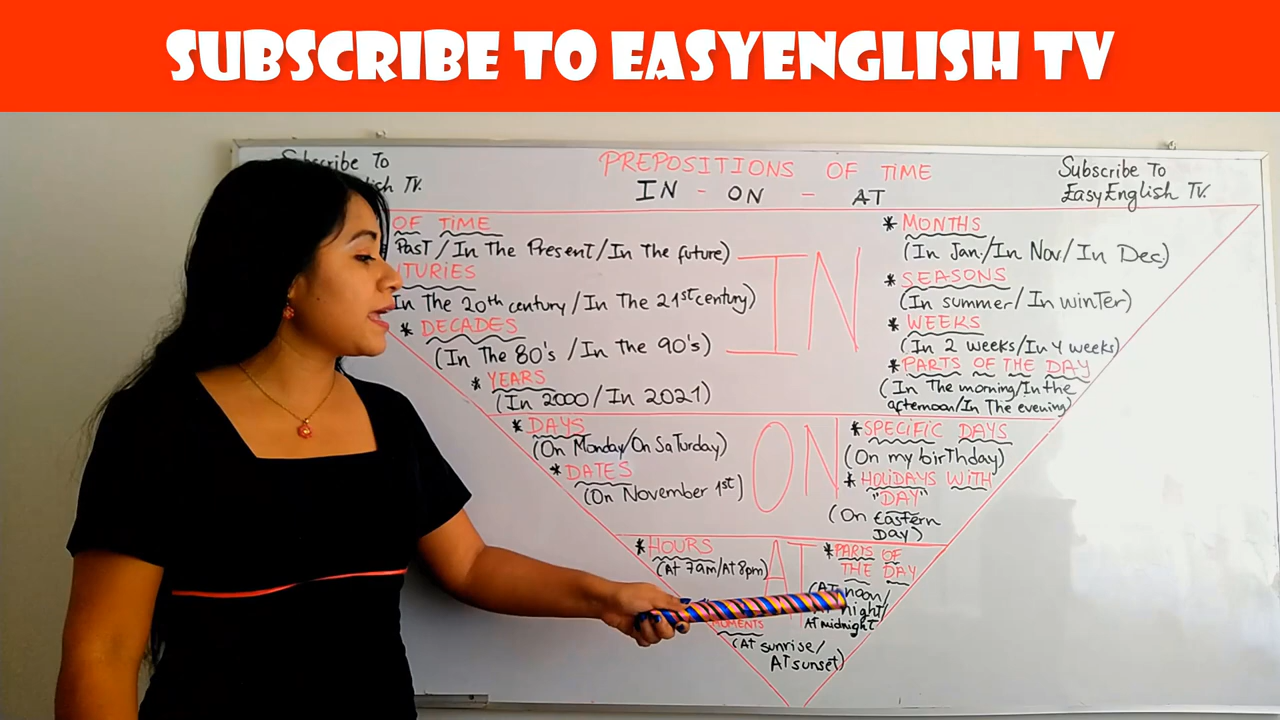 SUBSCRIBE TO EASYENGLISH TV
Subscribe To
TV.
PREPOSITIONS OF TIME
IN - ON - AT
Subscribe To
EasyEnglish TV.
OF TIME
Past / In The Present / In The future)
In The 20th century / In The 21st century)
* DECADES
(In The 80's / In the 90's)
* YEARS
(In 2000 / In 2021)
IN
* MONTHS
(In Jan / In Nov / In Dec)
* SEASONS
(In summer / In winTer)
* WEEKS
(In 2 weeks / In 4 weeks)
* PARTS OF THE DAY
(In The morning / In the
afternoon / In The evening)
* DAYS
(On Monday / On SaTurday)
* DATES
(On November 1st)
ON
* SPECIFIC DAYS
(On my birThday)
* HOLIDAYS WITH
"DAY"
(On Eastern
Day)
* HOURS
(At 7am / At 8pm)
MOMENTS
(AT sunrise /
AT sunset)
AT
* PARTS OF
THE DAY
(AT noon /
night /
AT midnight)